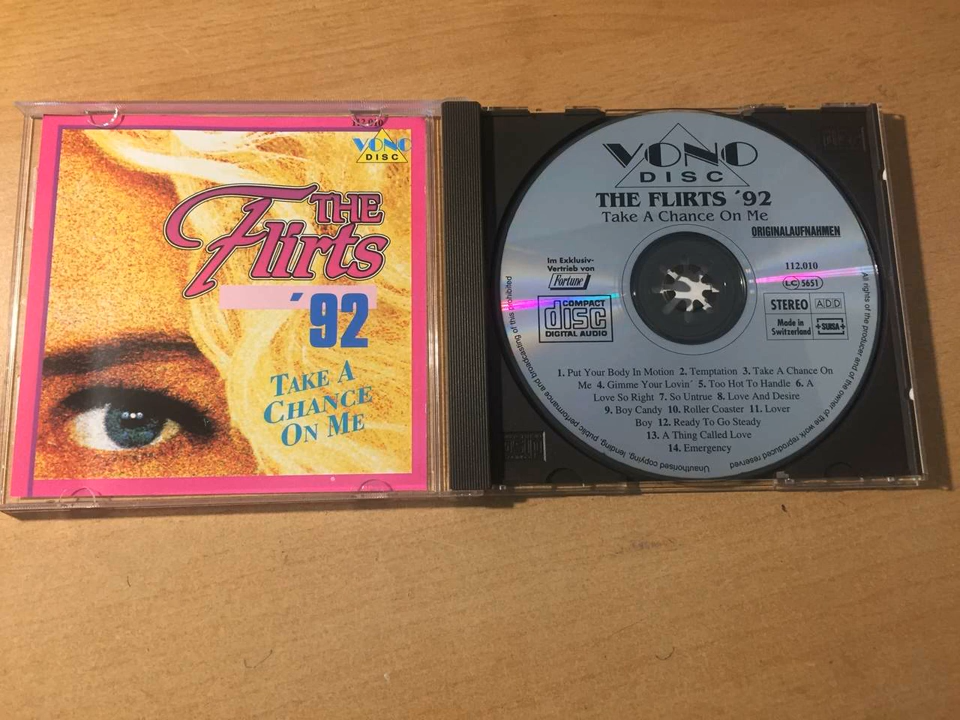 112.010
VONO
DISC
THE
Flirts
´92
TAKE A
CHANCE
ON ME
VONO
DISC
THE FLIRTS ´92
Take A Chance On Me
ORIGINALAUFNAHMEN
Im Exklusiv-
Vertrieb von
Fortune
COMPACT
disc
DIGITAL AUDIO
112.010
LC 5651
STEREO ADD
Made in
Switzerland
SUISA
1. Put Your Body In Motion 2. Temptation 3. Take A Chance On
Me 4. Gimme Your Lovin´ 5. Too Hot To Handle 6. A
Love So Right 7. So Untrue 8. Love And Desire
9. Boy Candy 10. Roller Coaster 11. Lover
Boy 12. Ready To Go Steady
13. A Thing Called Love
14. Emergency
All rights of the producer and of the owner of the work reproduced reserved
Unauthorised copying, lending, public performance and broadcasting of this prohibited